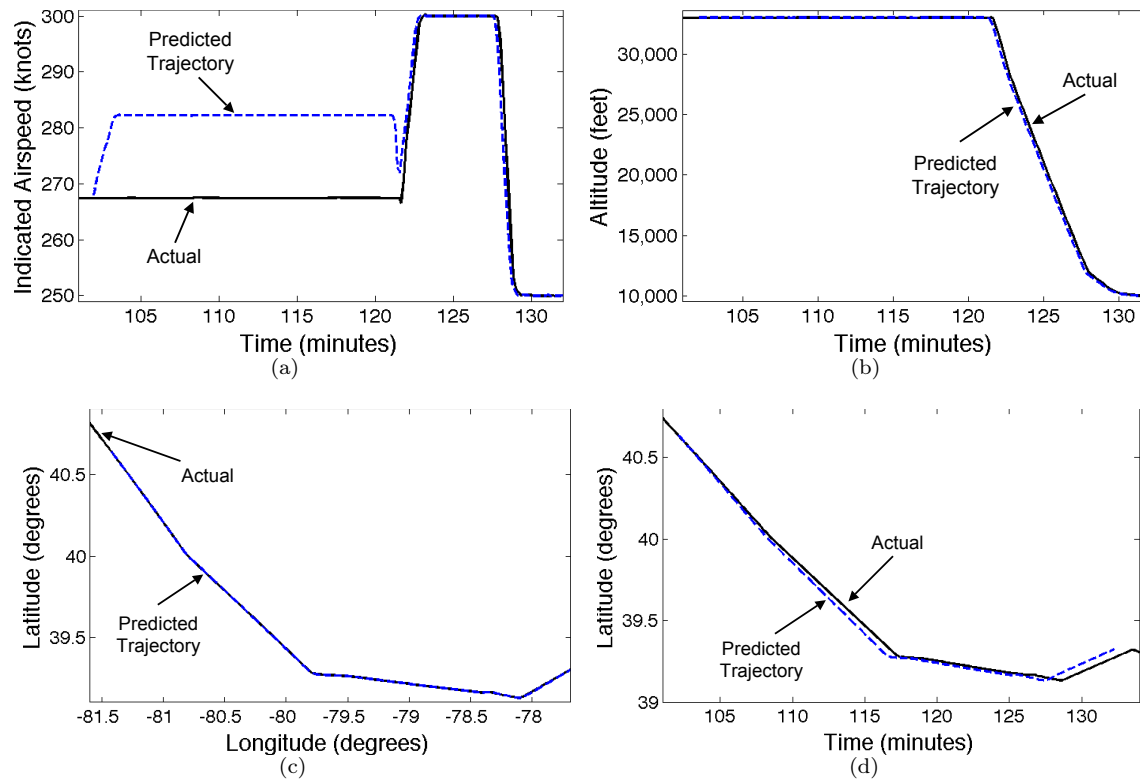 300
290
280
270
260
250
Indicated Airspeed (knots)
Predicted
Trajectory
Actual
105
110
115
120
125
130
Time (minutes)
(a)
30,000
25,000
20,000
15,000
10,000
Altitude (feet)
Actual
Predicted
Trajectory
105
110
115
120
125
130
Time (minutes)
(b)
40.5
40
39.5
Latitude (degrees)
Actual
Predicted
Trajectory
-81.5
-81
-80.5
-80
-79.5
-79
-78.5
-78
Longitude (degrees)
(c)
40.5
40
39.5
39
Latitude (degrees)
Actual
Predicted
Trajectory
105
110
115
120
125
130
Time (minutes)
(d)